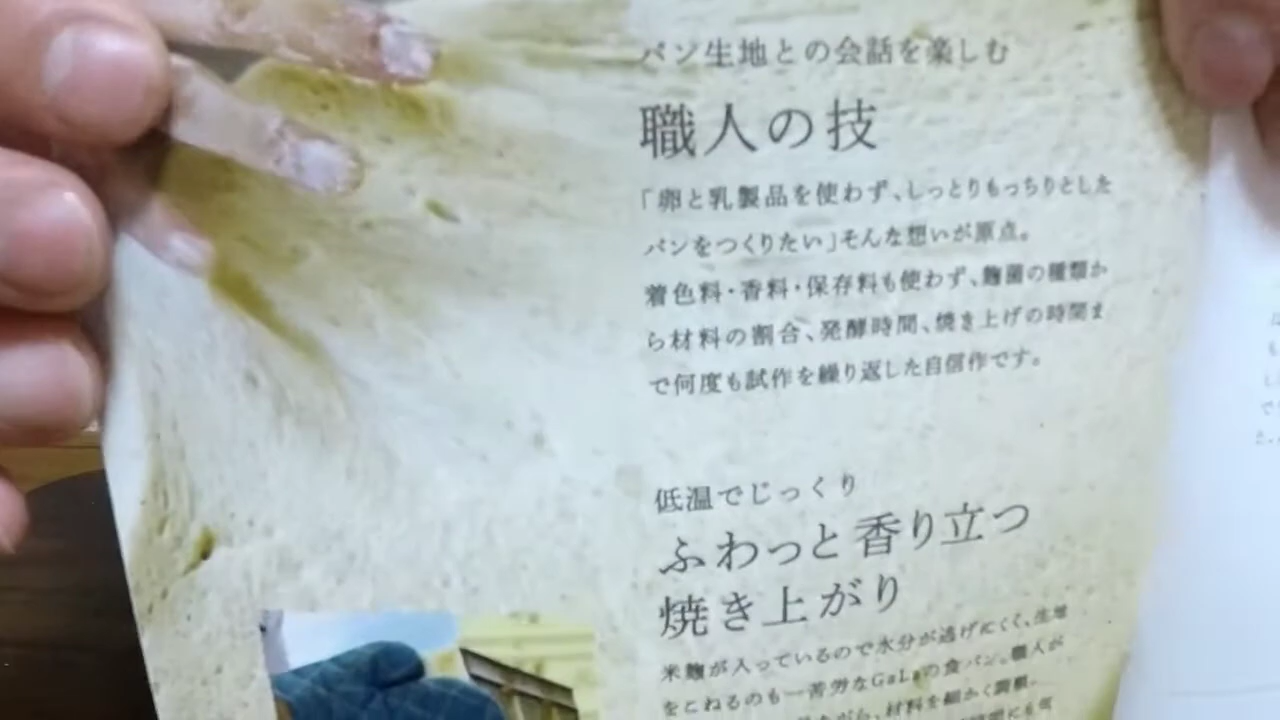 パン生地との会話を楽しむ
職人の技
「卵と乳製品を使わず、しっとりもっちりとした
パンをつくりたい」そんな想いが原点。
着色料・香料・保存料も使わず、麹菌の種類か
ら材料の割合、発酵時間、焼き上げの時間ま
で何度も試作を繰り返した自信作です。
低温でじっくり
ふわっと香り立つ
焼き上がり
米麹が入っているので水分が逃げにくく、生地
をこねるのも一苦労なGaLaの食パン。職人が
材料を細かく調整。